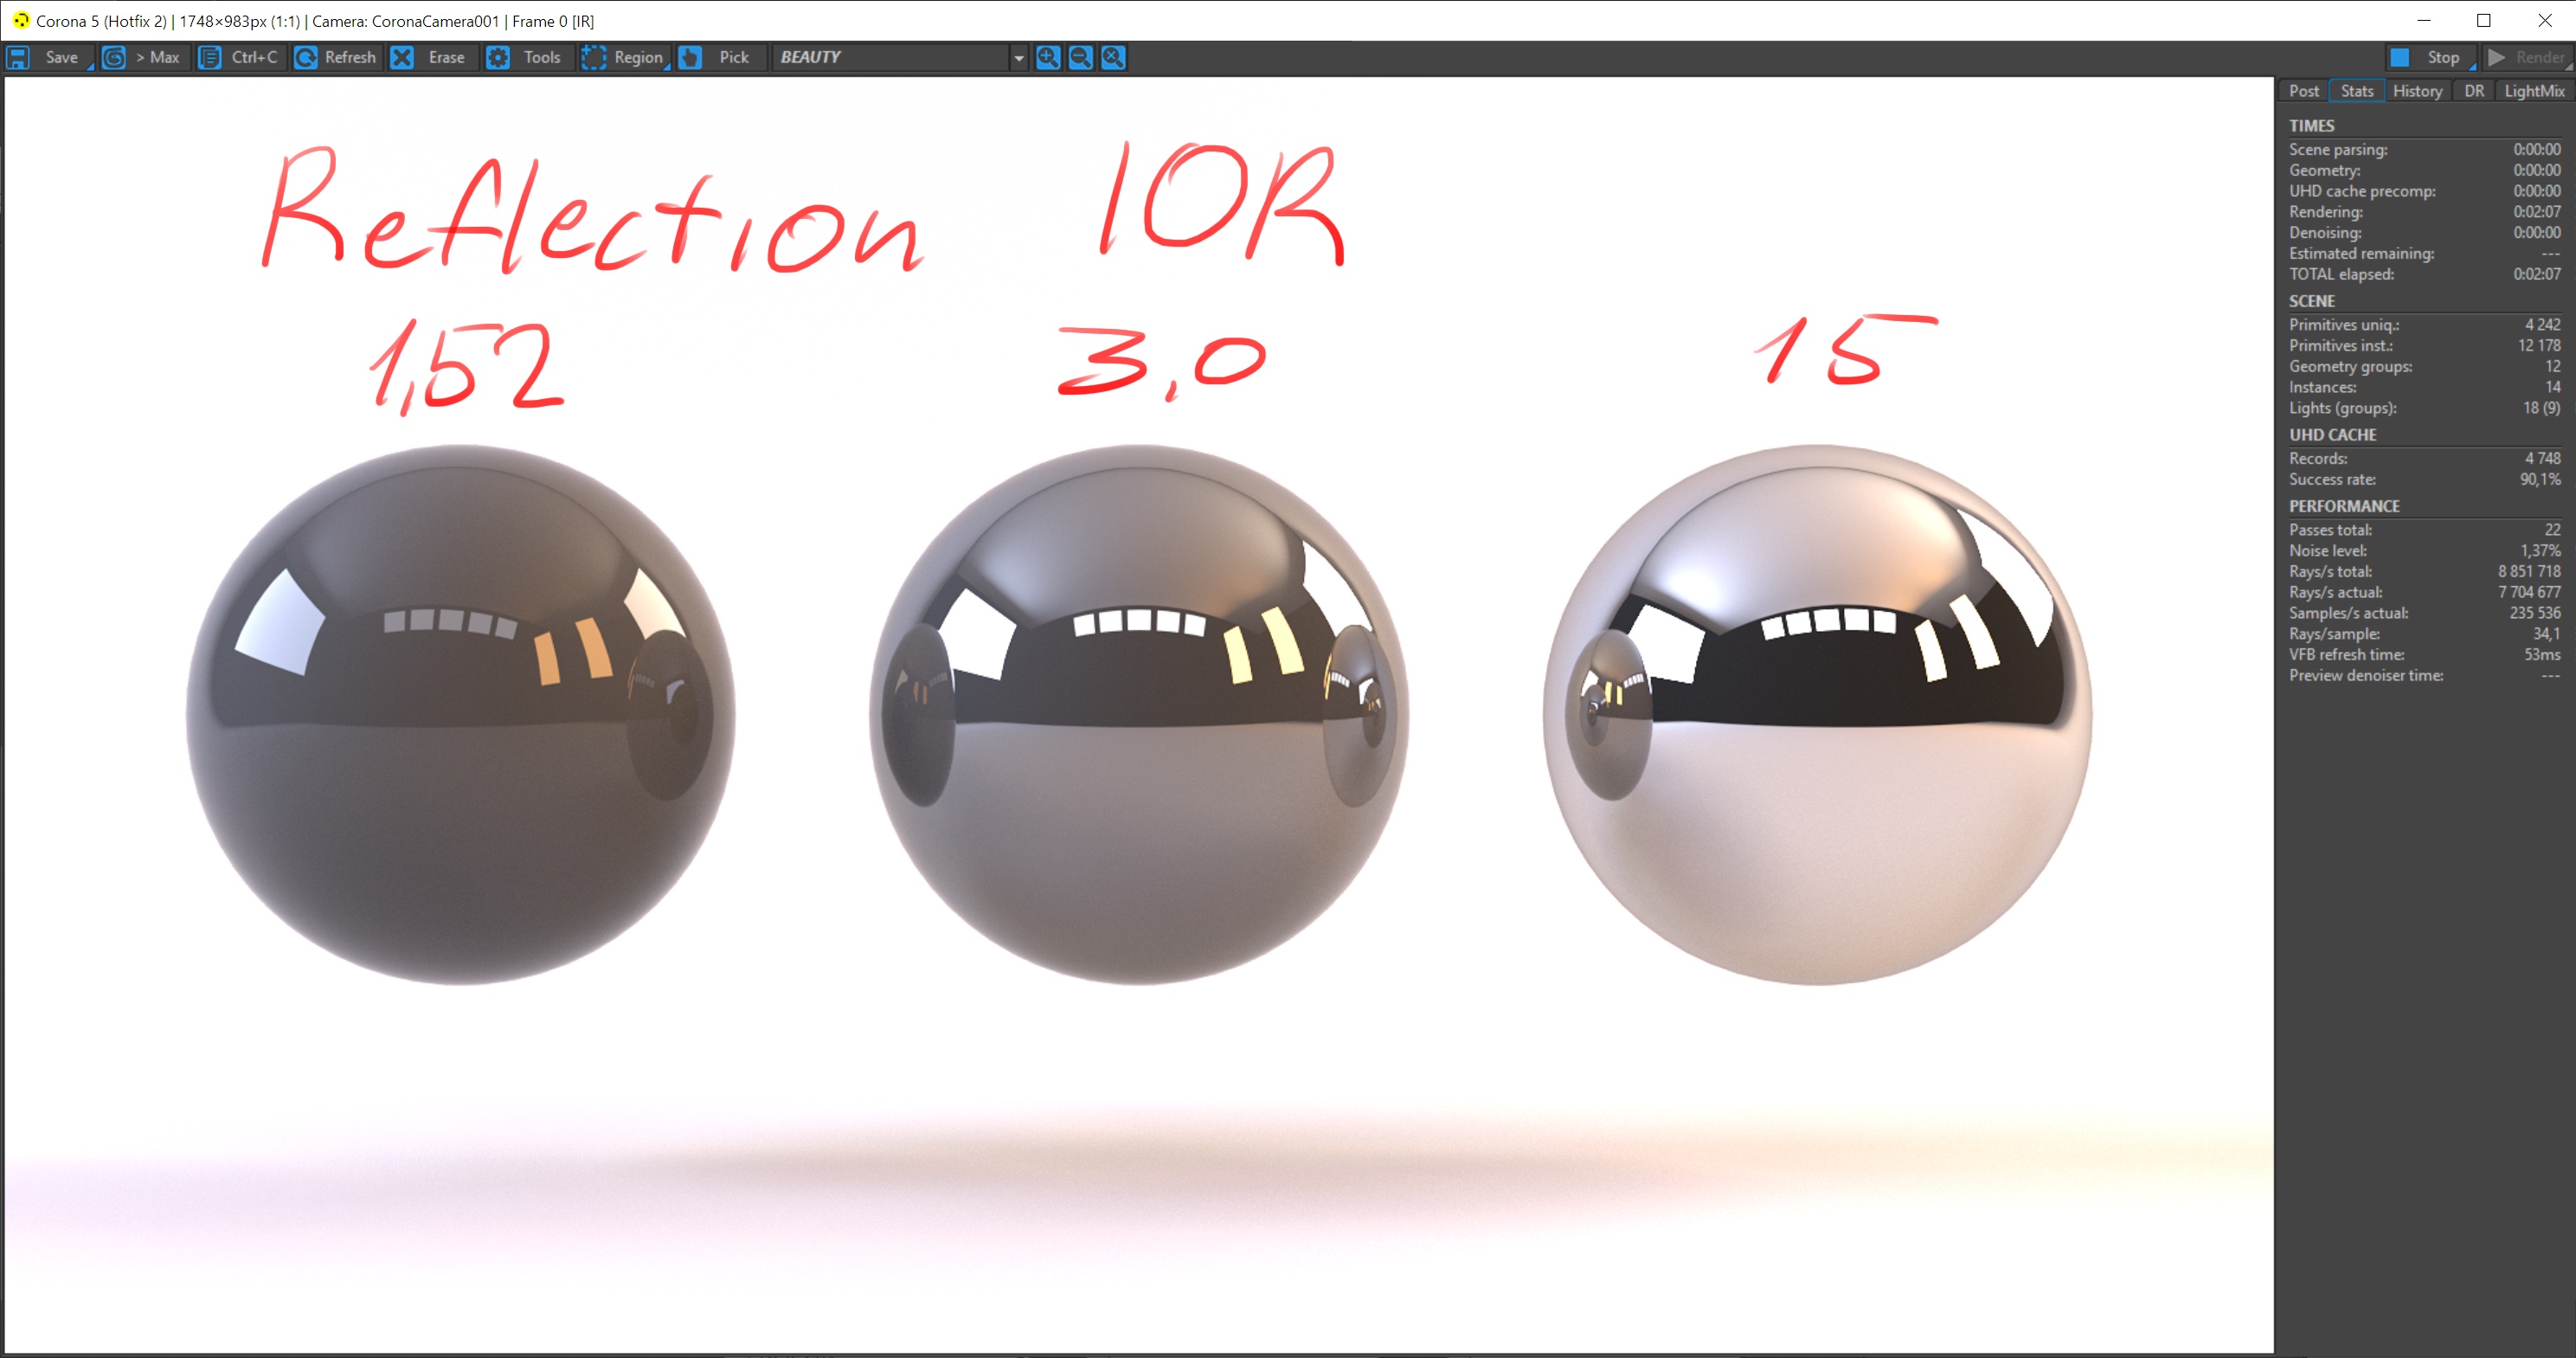 Corona 5 (Hotfix 2) | 1748×983px (1:1) | Camera: CoronaCamera001 | Frame 0 [IR]
Save > Max Ctrl+C Refresh Erase Tools Region Pick BEAUTY Stop Render
Post Stats History DR LightMix
Reflection IOR
1,52 3,0 15
TIMES
Scene parsing: 0:00:00
Geometry: 0:00:00
UHD cache precomp: 0:00:00
Rendering: 0:02:07
Denoising: 0:00:00
Estimated remaining: ---
TOTAL elapsed: 0:02:07
SCENE
Primitives uniq.: 4 242
Primitives inst.: 12 178
Geometry groups: 12
Instances: 14
Lights (groups): 18 (9)
UHD CACHE
Records: 4 748
Success rate: 90,1%
PERFORMANCE
Passes total: 22
Noise level: 1,37%
Rays/s total: 8 851 718
Rays/s actual: 7 704 677
Samples/s actual: 235 536
Rays/sample: 34,1
VFB refresh time: 53ms
Preview denoiser time: ---